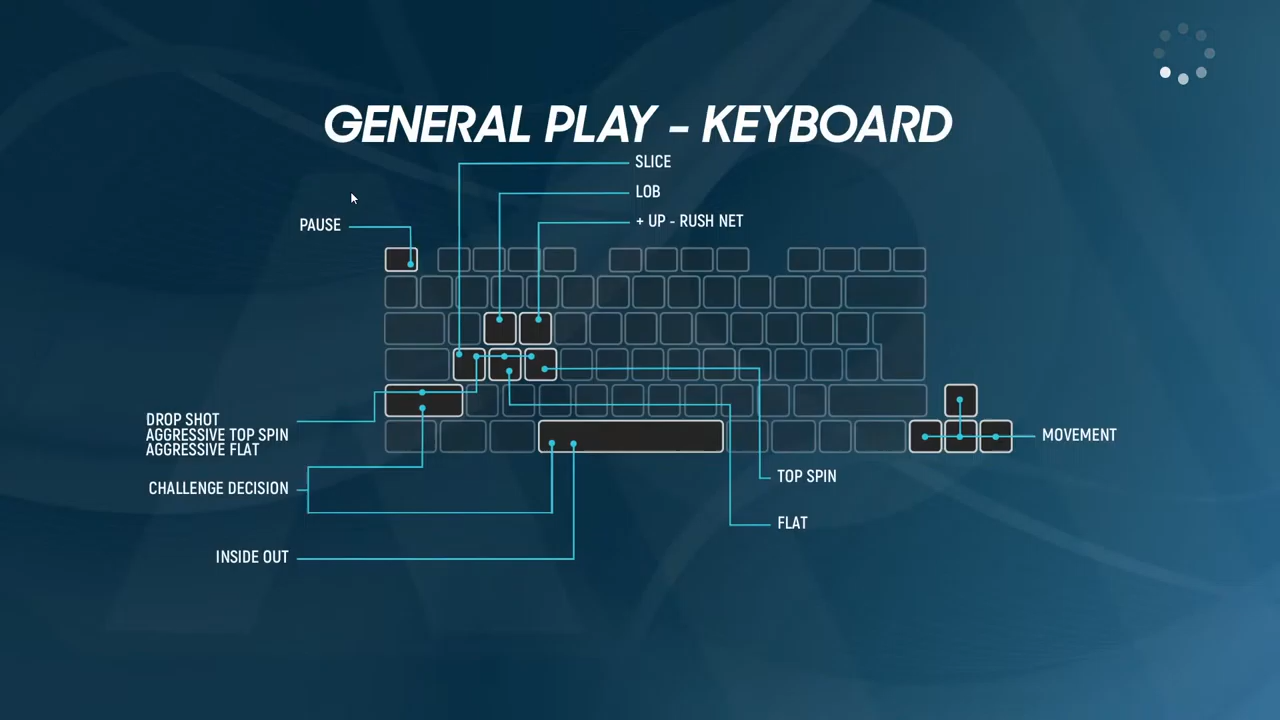 GENERAL PLAY - KEYBOARD
SLICE
LOB
+ UP - RUSH NET
PAUSE
DROP SHOT
AGGRESSIVE TOP SPIN
AGGRESSIVE FLAT
MOVEMENT
CHALLENGE DECISION
TOP SPIN
FLAT
INSIDE OUT